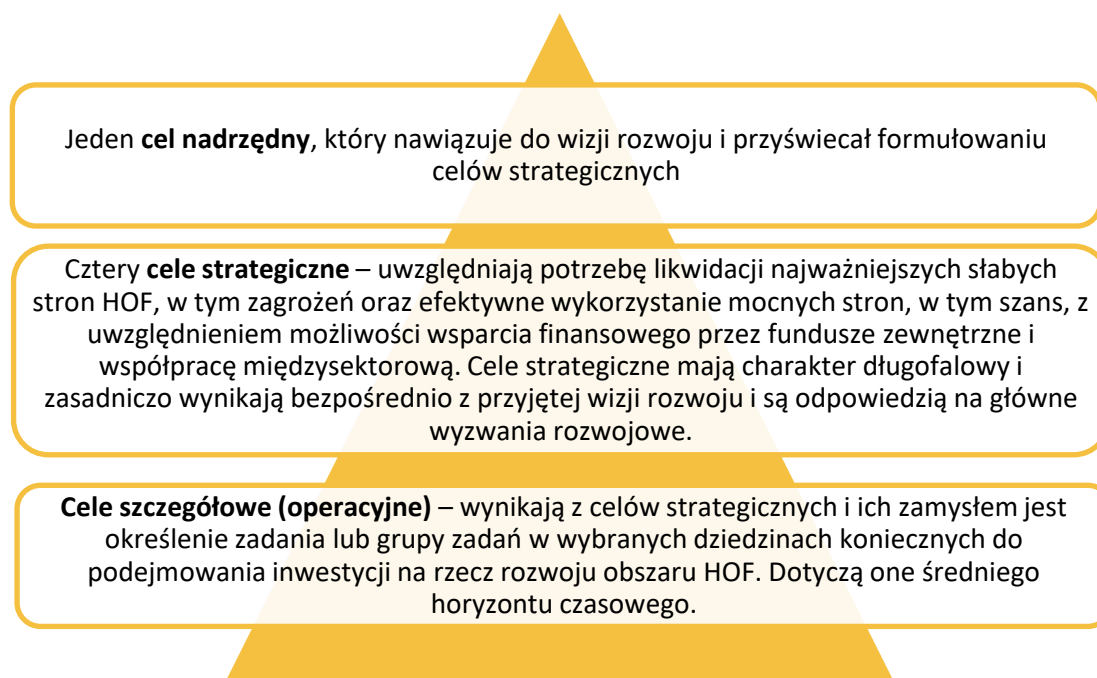 Jeden cel nadrzędny, który nawiązuje do wizji rozwoju i przyświecał formułowaniu
celów strategicznych
Cztery cele strategiczne – uwzględniają potrzebę likwidacji najważniejszych słabych
stron HOF, w tym zagrożeń oraz efektywne wykorzystanie mocnych stron, w tym szans, z
uwzględnieniem możliwości wsparcia finansowego przez fundusze zewnętrzne i
współpracę międzysektorową. Cele strategiczne mają charakter długofalowy i
zasadniczo wynikają bezpośrednio z przyjętej wizji rozwoju i są odpowiedzią na główne
wyzwania rozwojowe.
Cele szczegółowe (operacyjne) – wynikają z celów strategicznych i ich zamysłem jest
określenie zadania lub grupy zadań w wybranych dziedzinach koniecznych do
podejmowania inwestycji na rzecz rozwoju obszaru HOF. Dotyczą one średniego
horyzontu czasowego.